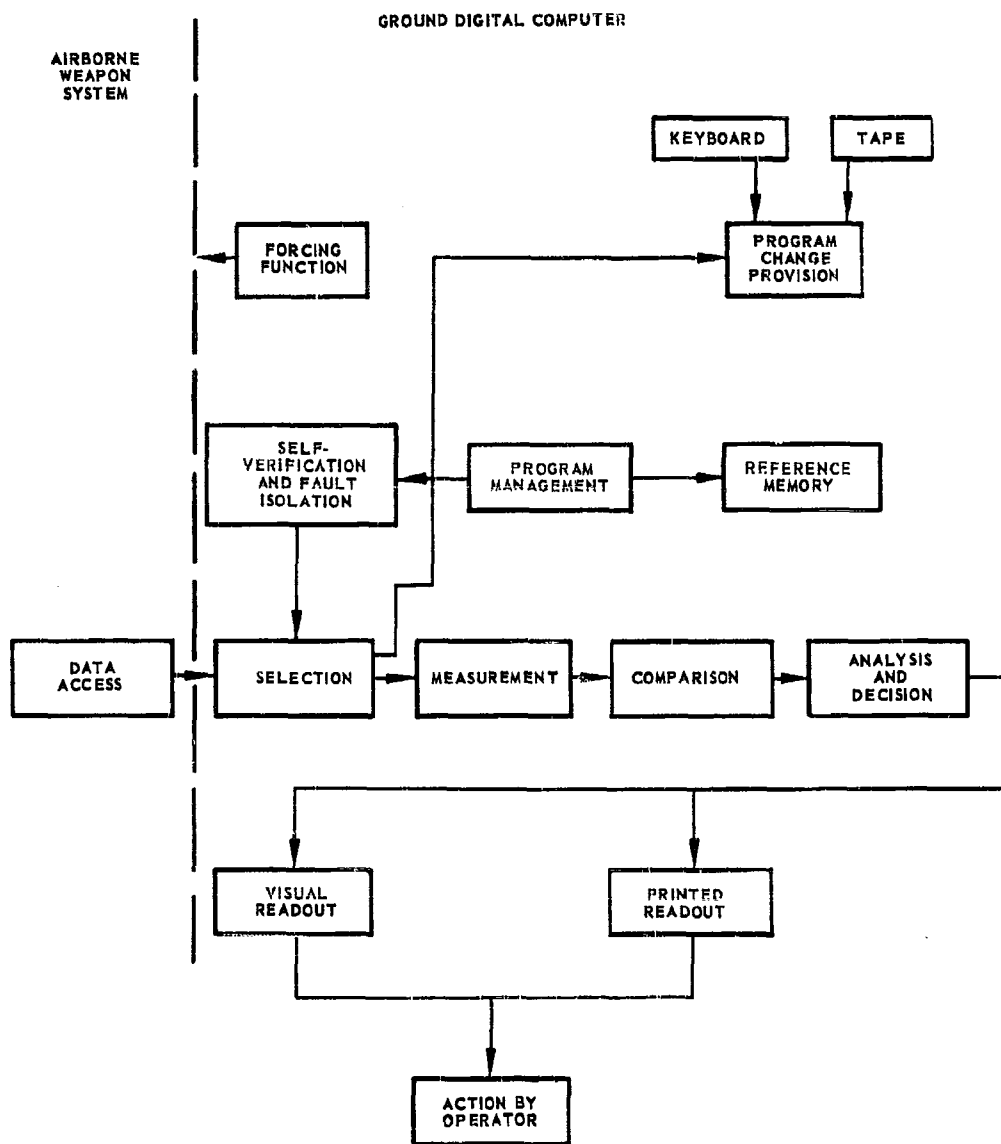 GROUND DIGITAL COMPUTER
AIRBORNE
WEAPON
SYSTEM
KEYBOARD
TAPE
FORCING
FUNCTION
PROGRAM
CHANGE
PROVISION
SELF-
VERIFICATION
AND FAULT
ISOLATION
PROGRAM
MANAGEMENT
REFERENCE
MEMORY
DATA
ACCESS
SELECTION
MEASUREMENT
COMPARISON
ANALYSIS
AND
DECISION
VISUAL
READOUT
PRINTED
READOUT
ACTION BY
OPERATOR